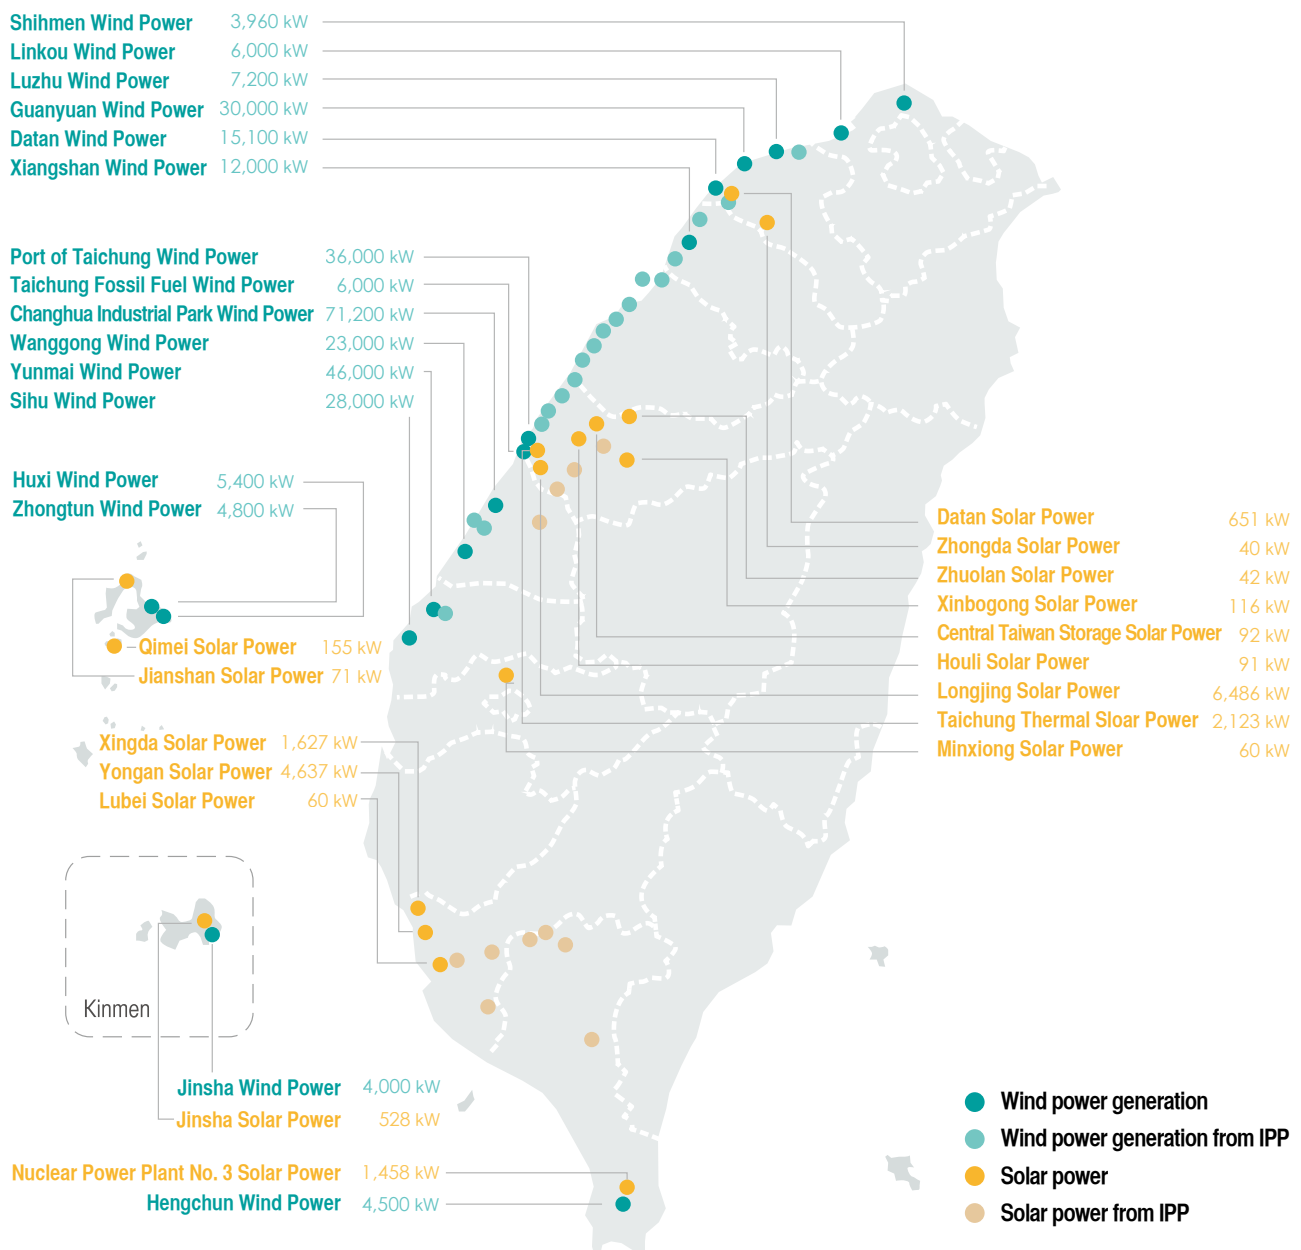 Shihmen Wind Power 3,960 kW
Linkou Wind Power 6,000 kW
Luzhu Wind Power 7,200 kW
Guanyuan Wind Power 30,000 kW
Datan Wind Power 15,100 kW
Xiangshan Wind Power 12,000 kW
Port of Taichung Wind Power 36,000 kW
Taichung Fossil Fuel Wind Power 6,000 kW
Changhua Industrial Park Wind Power 71,200 kW
Wanggong Wind Power 23,000 kW
Yunmai Wind Power 46,000 kW
Sihu Wind Power 28,000 kW
Huxi Wind Power 5,400 kW
Zhongtun Wind Power 4,800 kW
Datan Solar Power 651 kW
Zhongda Solar Power 40 kW
Zhuolan Solar Power 42 kW
Xinbogong Solar Power 116 kW
Central Taiwan Storage Solar Power 92 kW
Houli Solar Power 91 kW
Longjing Solar Power 6,486 kW
Taichung Thermal Sloar Power 2,123 kW
Minxiong Solar Power 60 kW
Qimei Solar Power 155 kW
Jianshan Solar Power 71 kW
Xingda Solar Power 1,627 kW
Yongan Solar Power 4,637 kW
Lubei Solar Power 60 kW
Kinmen
Jinsha Wind Power 4,000 kW
Jinsha Solar Power 528 kW
Nuclear Power Plant No. 3 Solar Power 1,458 kW
Hengchun Wind Power 4,500 kW
Wind power generation
Wind power generation from IPP
Solar power
Solar power from IPP